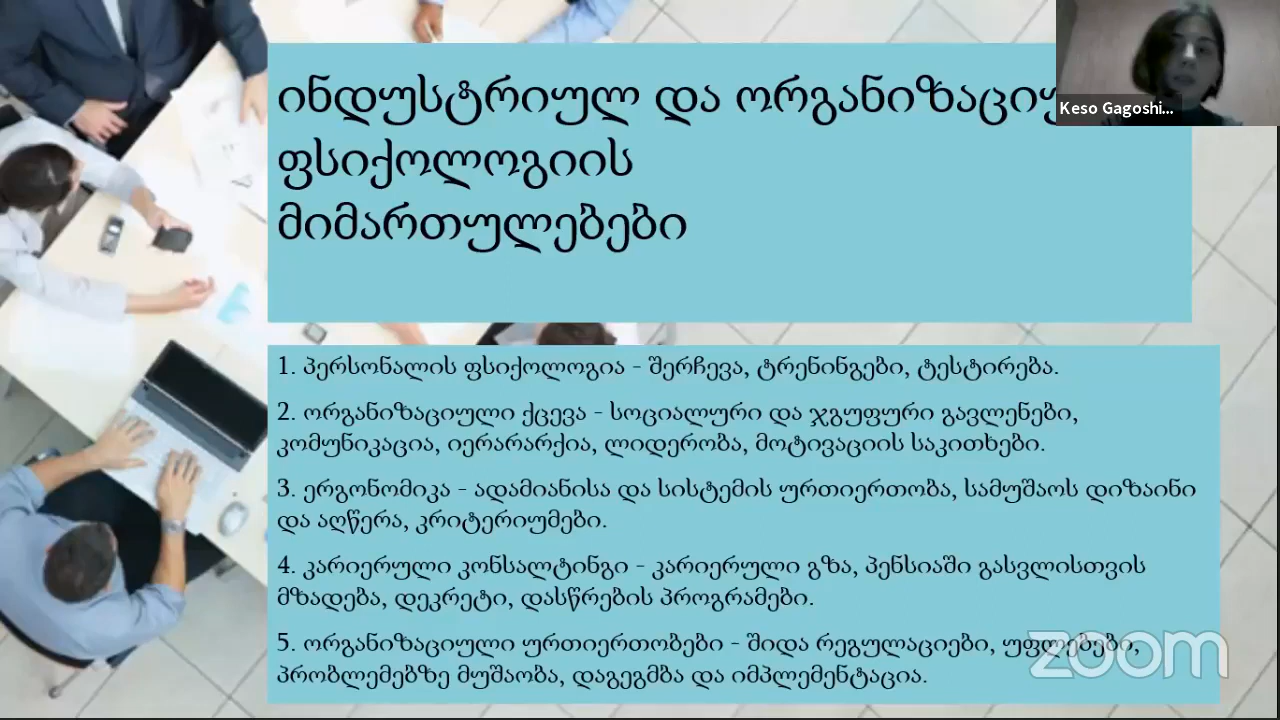 ინდუსტრიულ და
ფსიქოლოგიის
მიმართულებები
Keso Gagoshi...
1. პერსონალის ფსიქოლოგია - შერჩევა, ტრენინგები, ტესტირება.
2. ორგანიზაციული ქცევა - სოციალური და ჯგუფური გავლენები,
კომუნიკაცია, იერარარქია, ლიდერობა, მოტივაციის საკითხები.
3. ერგონომიკა - ადამიანისა და სისტემის ურთიერთობა, სამუშაოს დიზაინი
და აღწერა, კრიტერიუმები.
4. კარიერული კონსალტინგი - კარიერული გზა, პენსიაში გასვლისთვის
მზადება, დეკრეტი, დასწრების პროგრამები.
5. ორგანიზაციული ურთიერთობები - შიდა რეგულაციები, უფლებები,
პრობლემებზე მუშაობა, დაგეგმბა და იმპლემენტაცია.
zoom